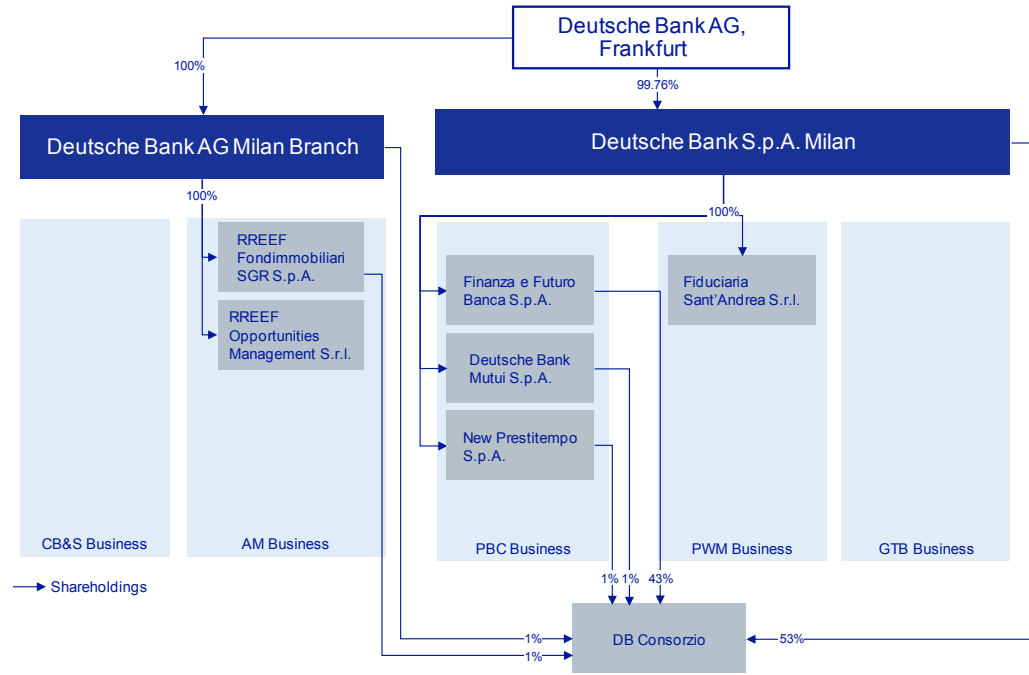 Deutsche Bank AG,
Frankfurt
100%
99.76%
Deutsche Bank AG Milan Branch
Deutsche Bank S.p.A. Milan
100%
100%
RREEF
Fondimmobiliari
SGR S.p.A.
RREEF
Opportunities
Management S.r.l.
Finanza e Futuro
Banca S.p.A.
Fiduciaria
Sant'Andrea S.r.l.
Deutsche Bank
Mutui S.p.A.
New Prestitempo
S.p.A.
CB&S Business
AM Business
PBC Business
PWM Business
GTB Business
Shareholdings
1%
1%
43%
DB Consorzio
1%
1%
53%